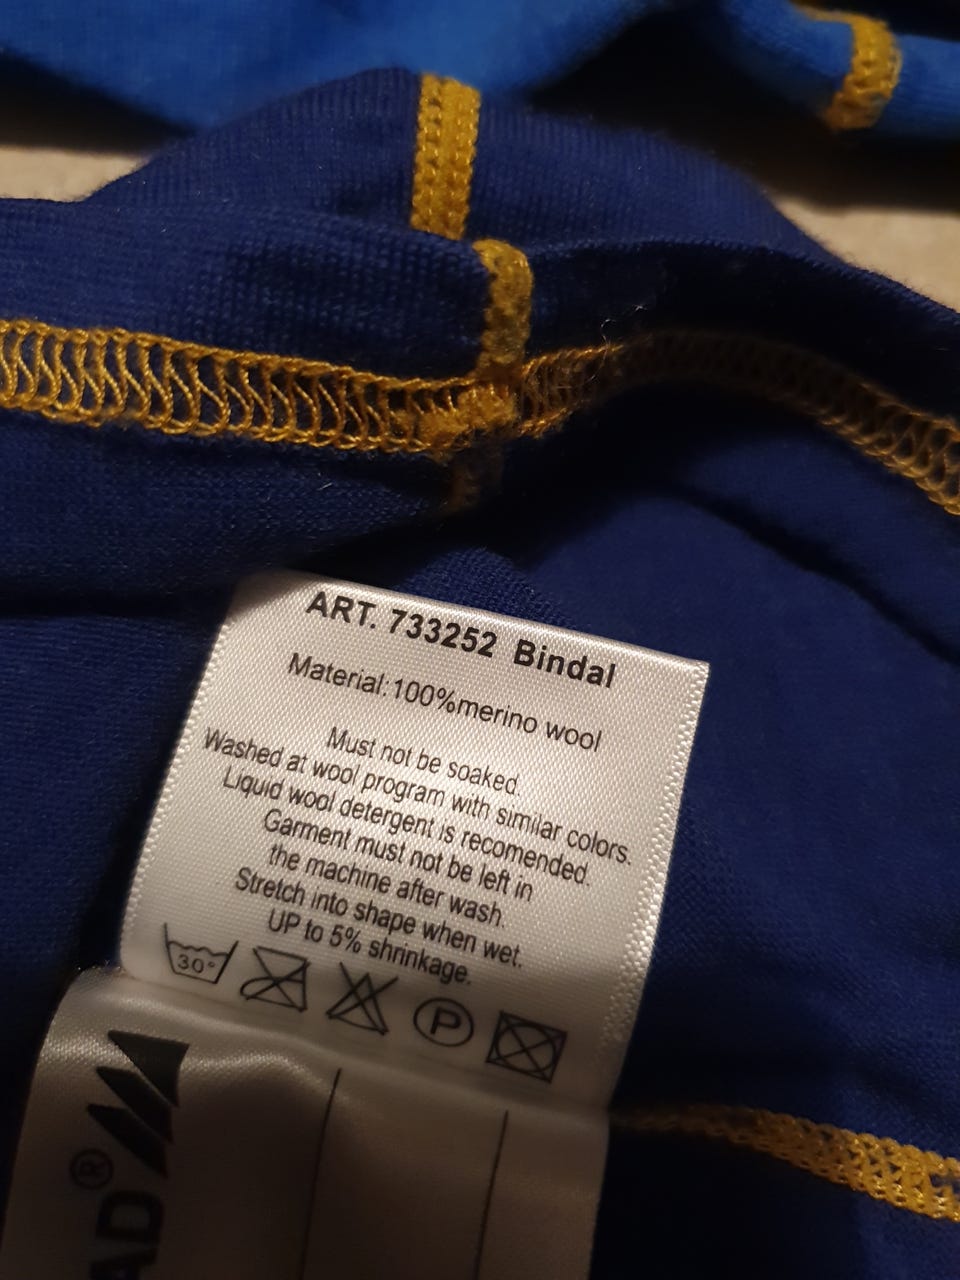 ART. 733252 Bindal
Material:100%merino wool
Must not be soaked.
Washed at wool program with similar colors.
Liquid wool detergent is recomended.
Garment must not be left in
the machine after wash.
Stretch into shape when wet.
UP to 5% shrinkage.
30°
P
AD®